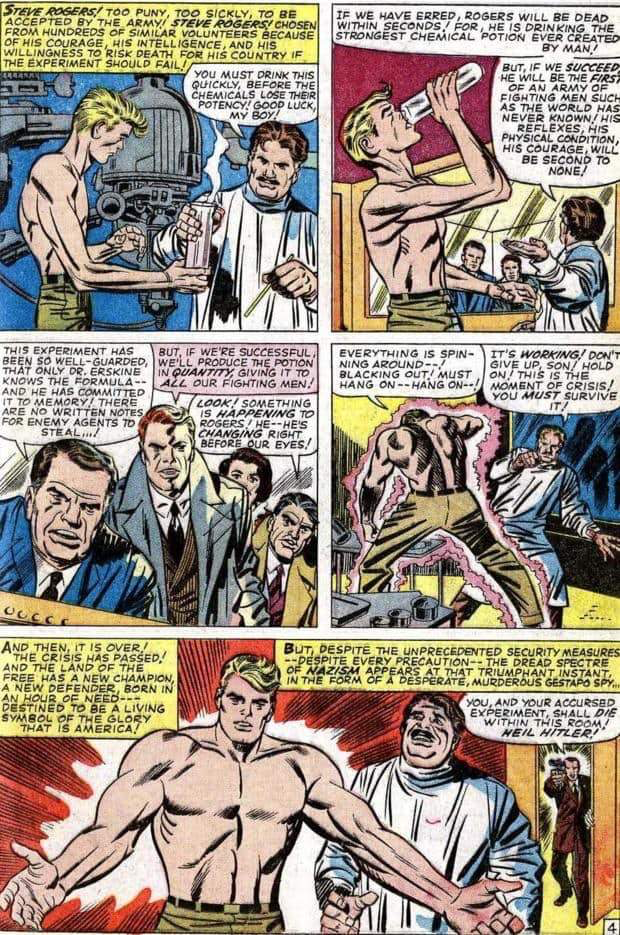 STEVE ROGERS! TOO PUNY, TOO SICKLY, TO BE
ACCEPTED BY THE ARMY! STEVE ROGERS! CHOSEN
FROM HUNDREDS OF SIMILAR VOLUNTEERS BECAUSE
OF HIS COURAGE, HIS INTELLIGENCE, AND HIS
WILLINGNESS TO RISK DEATH FOR HIS COUNTRY IF
THE EXPERIMENT SHOULD FAIL!
YOU MUST DRINK THIS
QUICKLY, BEFORE THE
CHEMICALS LOSE THEIR
POTENCY! GOOD LUCK,
MY BOY!
IF WE HAVE ERRED, ROGERS WILL BE DEAD
WITHIN SECONDS! FOR, HE IS DRINKING THE
STRONGEST CHEMICAL POTION EVER CREATED
BY MAN!
BUT, IF WE SUCCEED,
HE WILL BE THE FIRST
OF AN ARMY OF
FIGHTING MEN SUCH
AS THE WORLD HAS
NEVER KNOWN! HIS
REFLEXES, HIS
PHYSICAL CONDITION,
HIS COURAGE, WILL
BE SECOND TO
NONE!
THIS EXPERIMENT HAS
BEEN SO WELL-GUARDED,
THAT ONLY DR. ERSKINE
KNOWS THE FORMULA--
AND HE HAS COMMITTED
IT TO MEMORY! THERE
ARE NO WRITTEN NOTES
FOR ENEMY AGENTS TO
STEAL...!
BUT, IF WE'RE SUCCESSFUL,
WE'LL PRODUCE THE POTION
IN QUANTITY, GIVING IT TO
ALL OUR FIGHTING MEN!
LOOK! SOMETHING
IS HAPPENING TO
ROGERS! HE--HE'S
CHANGING RIGHT
BEFORE OUR EYES!
EVERYTHING IS SPIN-
NING AROUND--!
BLACKING OUT! MUST
HANG ON--HANG ON--!
IT'S WORKING! DON'T
GIVE UP, SON! HOLD
ON! THIS IS THE
MOMENT OF CRISIS!
YOU MUST SURVIVE
IT!
AND THEN, IT IS OVER!
THE CRISIS HAS PASSED!
AND THE LAND OF THE
FREE HAS A NEW CHAMPION,
A NEW DEFENDER, BORN IN
AN HOUR OF NEED---
DESTINED TO BE A LIVING
SYMBOL OF THE GLORY
THAT IS AMERICA!
BUT, DESPITE THE UNPRECEDENTED SECURITY MEASURES
--DESPITE EVERY PRECAUTION-- THE DREAD SPECTRE
OF NAZISM APPEARS AT THAT TRIUMPHANT INSTANT,
IN THE FORM OF A DESPERATE, MURDEROUS GESTAPO SPY...
YOU, AND YOUR ACCURSED
EXPERIMENT, SHALL DIE
WITHIN THIS ROOM!
HEIL HITLER!
4